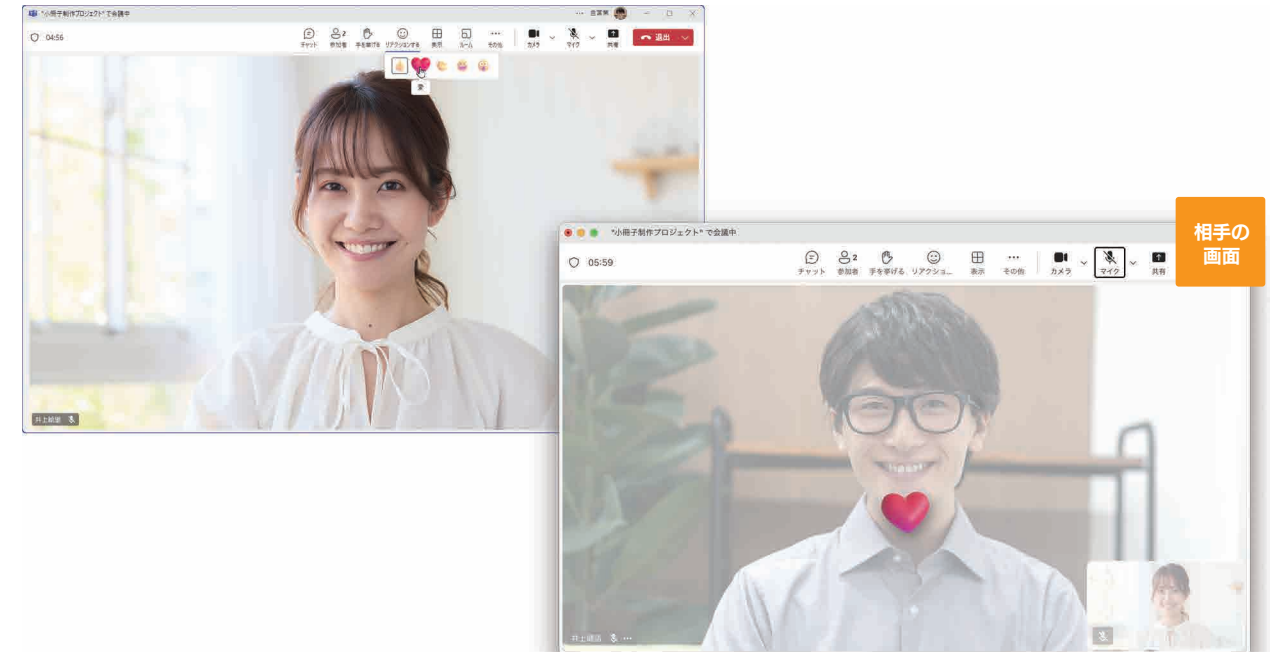 "小冊子制作プロジェクト" で会議中
04:56
チャット
参加者
2
手を挙げる
リアクションする
表示
ルーム
その他
カメラ
マイク
共有
退出
愛
"小冊子制作プロジェクト" で会議中
05:59
チャット
参加者
2
手を挙げる
リアクショ...
表示
その他
カメラ
マイク
共有
相手の
画面